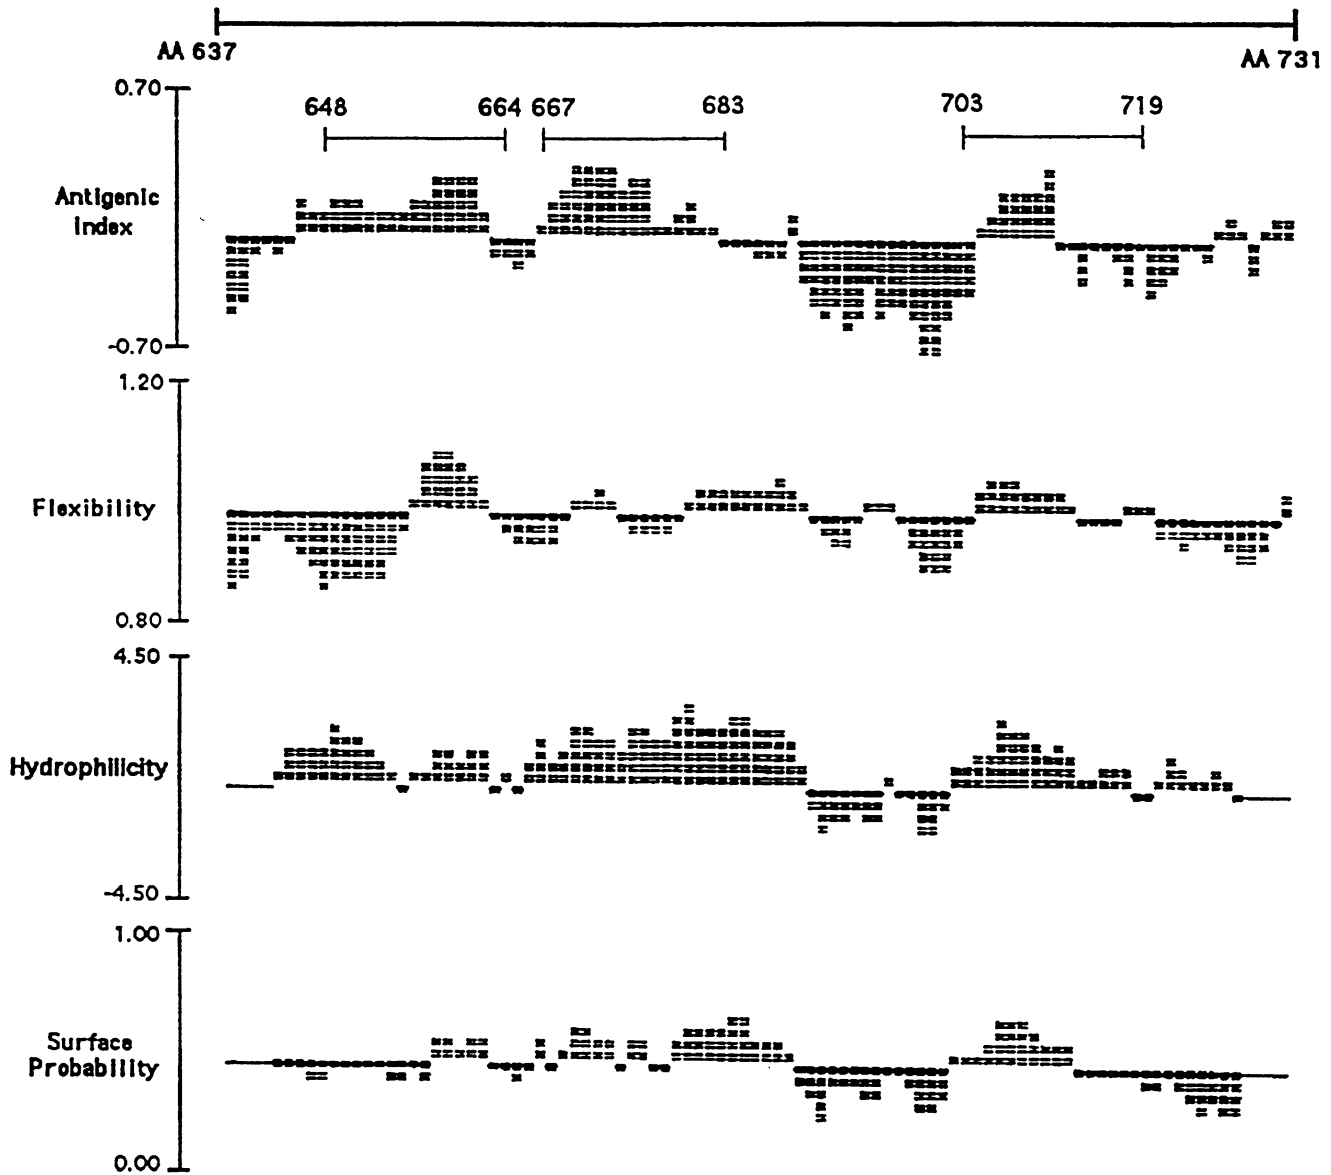 AA 637
AA 731
0.70
648
664
667
683
703
719
Antigenic
Index
-0.70
1.20
Flexibility
0.80
4.50
Hydrophilicity
-4.50
1.00
Surface
Probability
0.00